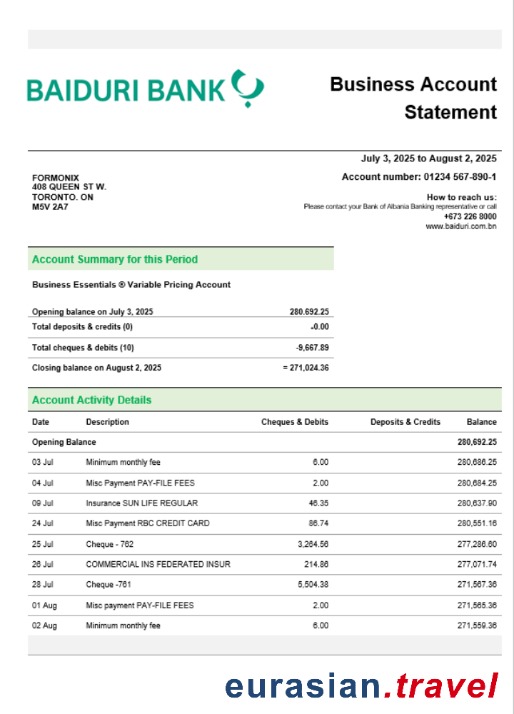 BAIDURI BANK
Business Account
Statement
July 3, 2025 to August 2, 2025
Account number: 01234 567-890-1
FORMONIX
408 QUEEN ST W.
TORONTO. ON
M5V 2A7
How to reach us:
Please contact your Bank of Albania Banking representative or call
+673 226 8000
www.baiduri.com.bn
Account Summary for this Period
Business Essentials ® Variable Pricing Account
Opening balance on July 3, 2025 280,692.25
Total deposits & credits (0) -0.00
Total cheques & debits (10) -9,667.89
Closing balance on August 2, 2025 = 271,024.36
Account Activity Details
Date Description Cheques & Debits Deposits & Credits Balance
Opening Balance 280,692.25
03 Jul Minimum monthly fee 6.00 280,686.25
04 Jul Misc Payment PAY-FILE FEES 2.00 280,684.25
09 Jul Insurance SUN LIFE REGULAR 46.35 280,637.90
24 Jul Misc Payment RBC CREDIT CARD 86.74 280,551.16
25 Jul Cheque - 762 3,264.56 277,286.60
26 Jul COMMERCIAL INS FEDERATED INSUR 214.86 277,071.74
28 Jul Cheque -761 5,504.38 271,567.36
01 Aug Misc payment PAY-FILE FEES 2.00 271,565.36
02 Aug Minimum monthly fee 6.00 271,559.36
eurasian.travel